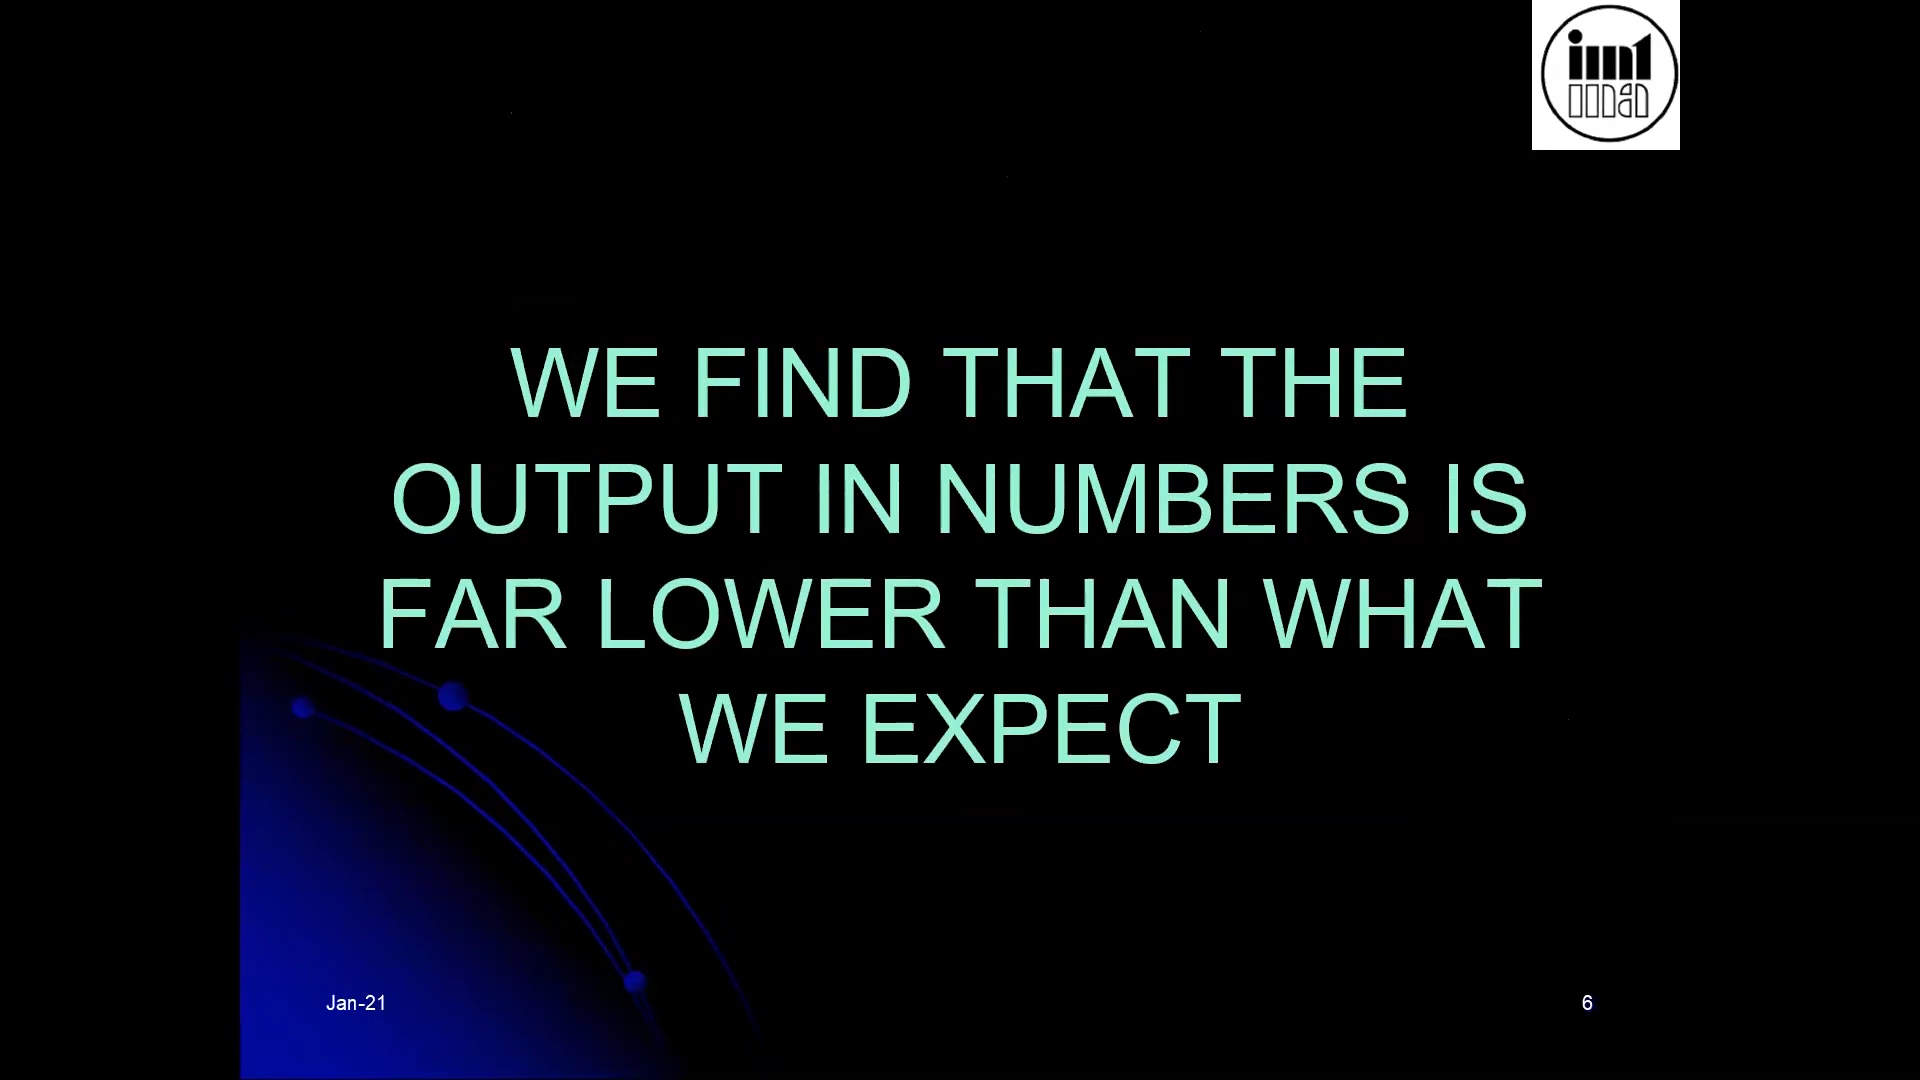 WE FIND THAT THE
OUTPUT IN NUMBERS IS
FAR LOWER THAN WHAT
WE EXPECT
Jan-21
6